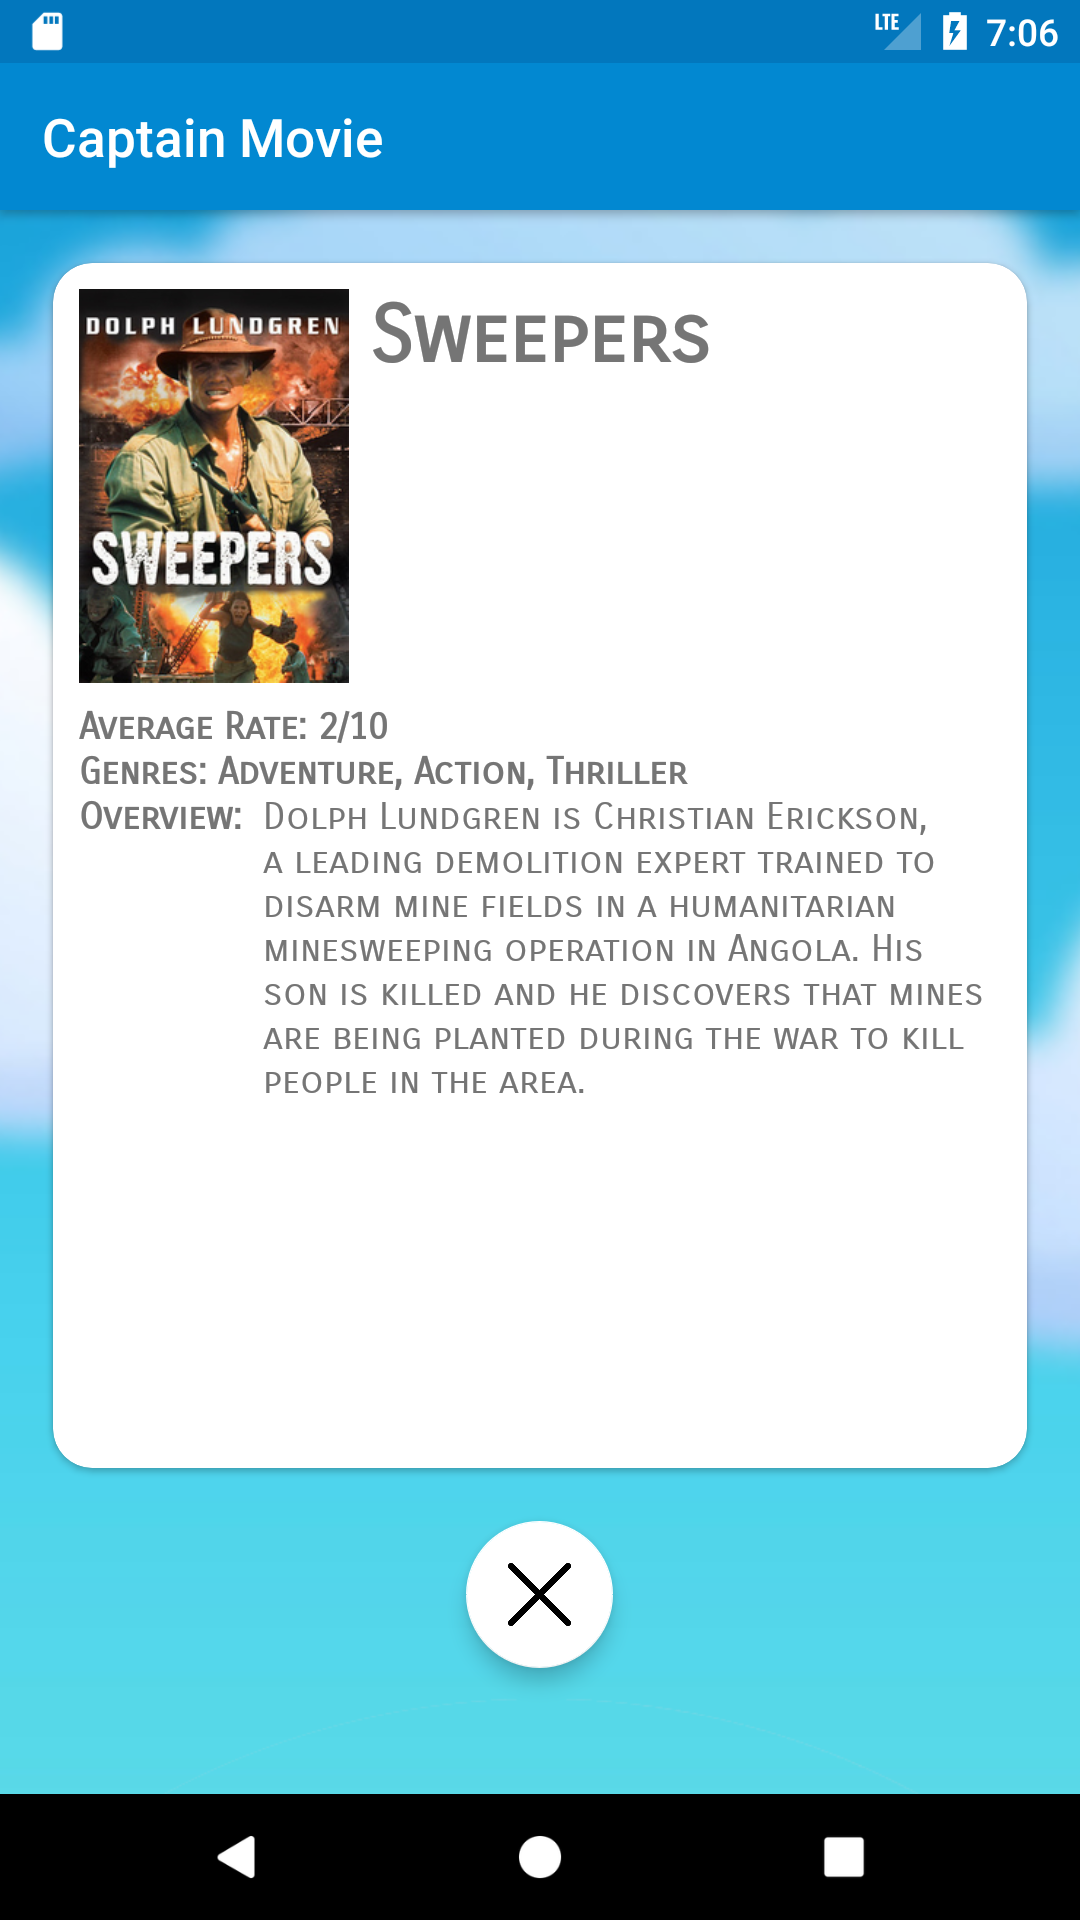 LTE 7:06
Captain Movie
DOLPH LUNDGREN
SWEEPERS
Sweepers
Average Rate: 2/10
Genres: Adventure, Action, Thriller
Overview: Dolph Lundgren is Christian Erickson,
a leading demolition expert trained to
disarm mine fields in a humanitarian
minesweeping operation in Angola. His
son is killed and he discovers that mines
are being planted during the war to kill
people in the area.